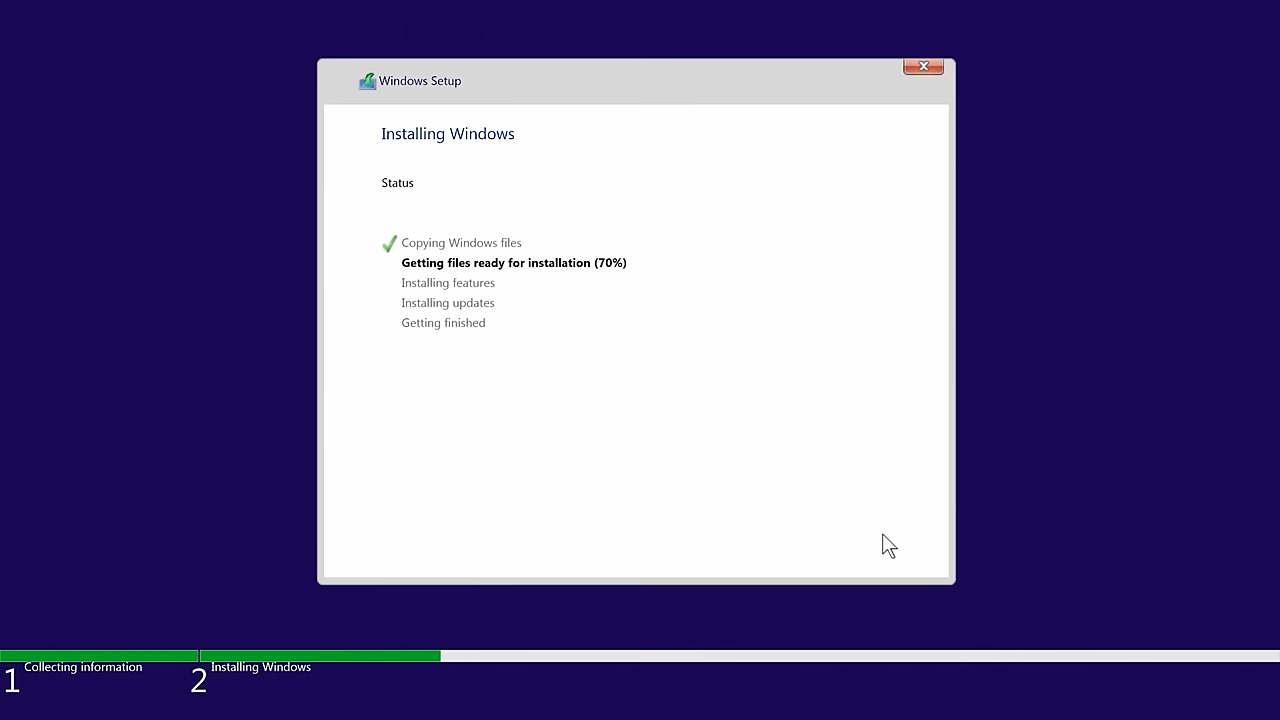 Windows Setup
Installing Windows
Status
Copying Windows files
Getting files ready for installation (70%)
Installing features
Installing updates
Getting finished
1 Collecting information
2 Installing Windows